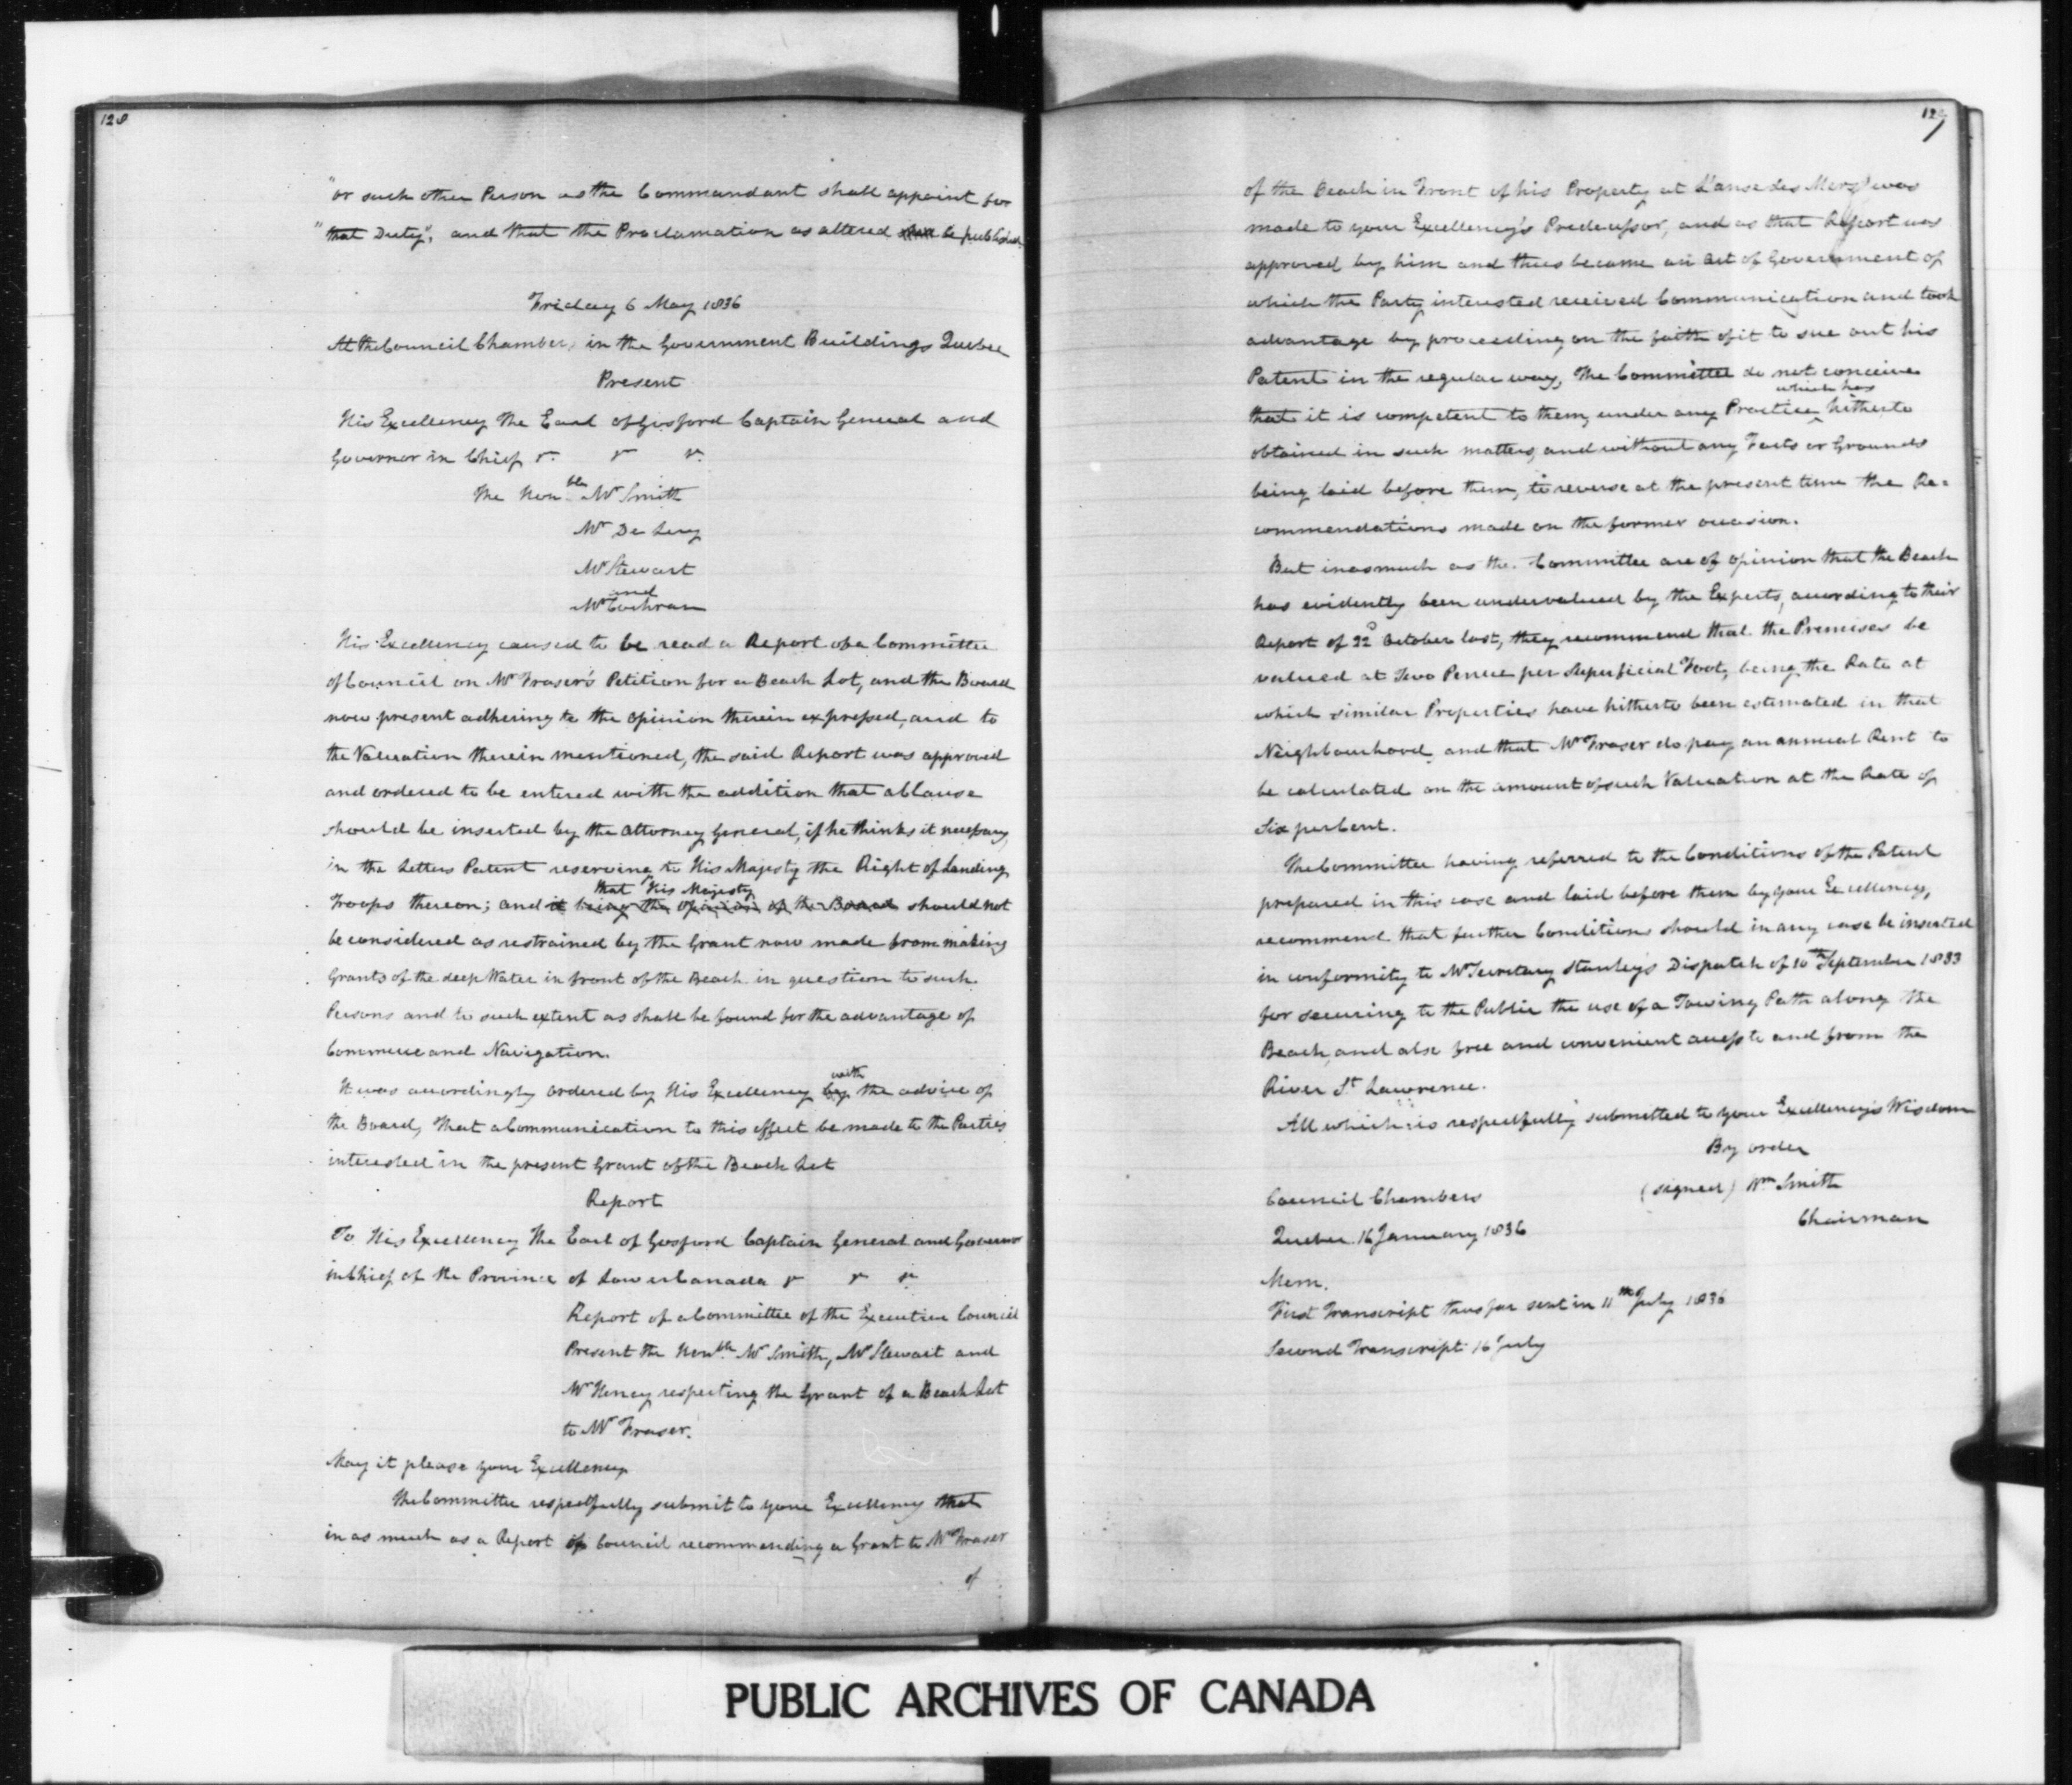 128
"or such other Person as the Commandant shall appoint for
"that Duty", and that the Proclamation as altered be published
Friday 6 May 1836
At the Council Chamber, in the Government Buildings Quebec
Present
His Excellency The Earl of Gosford Captain General and
Governor in Chief &c. &c &c.
The Honble Mr Smith
Mr De Lery
Mr Stewart
and
Mr Cochran
His Excellency caused to be read a Report of a Committee
of Council on Mr Fraser's Petition for a Beach Lot, and the Board
now present adhering to the opinion therein expressed, and to
the Valuation therein mentioned, the said Report was approved
and ordered to be entered with the addition that a Clause
should be inserted by the Attorney General, if he thinks it necessary,
in the Letters Patent reserving to His Majesty the Right of Landing
that His Majesty
Troops thereon; and it being the opinion of the Board should not
be considered as restrained by the Grant now made from making
Grants of the deep Water in front of the Beach in question to such
Persons and to such extent as shall be found for the advantage of
Commerce and Navigation.
with
It was accordingly ordered by His Excellency by the advice of
the Board, that a Communication to this effect be made to the Parties
interested in the present Grant of the Beach Lot
Report
To His Excellency The Earl of Gosford Captain General and Governor
in Chief of the Province of Lower Canada &c &c &c
Report of a Committee of the Executive Council
Present the Honble Mr Smith, Mr Stewart and
Mr Heney respecting the Grant of a Beach Lot
to Mr Fraser.
May it please your Excellency
The Committee respectfully submit to your Excellency that
in as much as a Report of Council recommending a Grant to Mr Fraser
of
129
of the Beach in Front of his Property at L'anse des Mers was
made to your Excellency's Predecessor, and as that Report was
approved by him and thus became an act of Government of
which the Party interested received Communication and took
advantage by proceeding on the faith of it to sue out his
Patent in the regular way, The Committee do not conceive
which has
that it is competent to them, under any Practice hitherto
obtained in such matters, and without any Facts or Grounds
being laid before them, to reverse at the present time the Re=
commendations made on the former occasion.
But inasmuch as the Committee are of opinion that the Beach
has evidently been undervalued by the Experts, according to their
Report of 22d October last, they recommend that the Premises be
valued at Two Pence per Superficial Foot, being the Rate at
which similar Properties have hitherto been estimated in that
Neighbourhood, and that Mr Fraser do pay an annual Rent to
be calculated on the amount of such Valuation at the Rate of
Six per Cent.
The Committee having referred to the Conditions of the Patent
prepared in this case and laid before them by your Excellency,
recommend that further Conditions should in any case be inserted
in conformity to Mr Secretary Stanley's Dispatch of 10th September 1833
for securing to the Public the use of a Towing Path along the
Beach, and also free and convenient access to and from the
River St Lawrence.
All which is respectfully submitted to your Excellency's Wisdom
By order
(signed) Wm Smith
Chairman
Council Chambers
Quebec 16 January 1836
Mem.
First Transcript thus far sent in 11th July 1836
Second Transcript 16 July
PUBLIC ARCHIVES OF CANADA